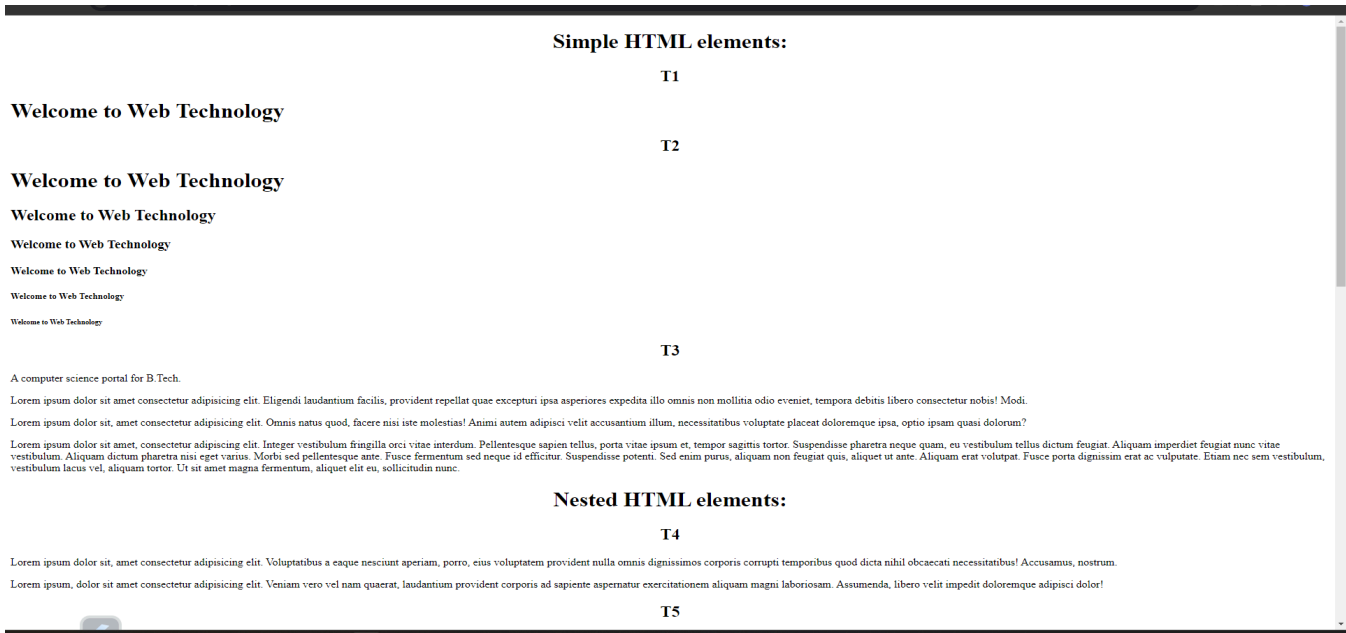 Simple HTML elements:
T1
Welcome to Web Technology
T2
Welcome to Web Technology
Welcome to Web Technology
Welcome to Web Technology
Welcome to Web Technology
Welcome to Web Technology
Welcome to Web Technology
T3
A computer science portal for B.Tech.
Lorem ipsum dolor sit amet consectetur adipisicing elit. Eligendi laudantium facilis, provident repellat quae excepturi ipsa asperiores expedita illo omnis non mollitia odio eveniet, tempora debitis libero consectetur nobis! Modi.
Lorem ipsum dolor sit, amet consectetur adipisicing elit. Omnis natus quod, facere nisi iste molestias! Animi autem adipisci velit accusantium illum, necessitatibus voluptate placeat doloremque ipsa, optio ipsam quasi dolorum?
Lorem ipsum dolor sit amet, consectetur adipiscing elit. Integer vestibulum fringilla orci vitae interdum. Pellentesque sapien tellus, porta vitae ipsum et, tempor sagittis tortor. Suspendisse pharetra neque quam, eu vestibulum tellus dictum feugiat. Aliquam imperdiet feugiat nunc vitae
vestibulum. Aliquam dictum pharetra nisi eget varius. Morbi sed pellentesque ante. Fusce fermentum sed neque id efficitur. Suspendisse potenti. Sed enim purus, aliquam non feugiat quis, aliquet ut ante. Aliquam erat volutpat. Fusce porta dignissim erat ac vulputate. Etiam nec sem vestibulum,
vestibulum lacus vel, aliquam tortor. Ut sit amet magna fermentum, aliquet elit eu, sollicitudin nunc.
Nested HTML elements:
T4
Lorem ipsum dolor sit, amet consectetur adipisicing elit. Voluptatibus a eaque nesciunt aperiam, porro, eius voluptatem provident nulla omnis dignissimos corporis corrupti temporibus quod dicta nihil obcaecati necessitatibus! Accusamus, nostrum.
Lorem ipsum, dolor sit amet consectetur adipisicing elit. Veniam vero vel nam quaerat, laudantium provident corporis ad sapiente aspernatur exercitationem aliquam magni laboriosam. Assumenda, libero velit impedit doloremque adipisci dolor!
T5